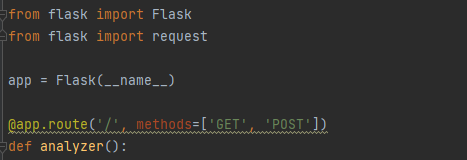 from flask import Flask
from flask import request
app = Flask(__name__)
@app.route('/', methods=['GET', 'POST'])
def analyzer():